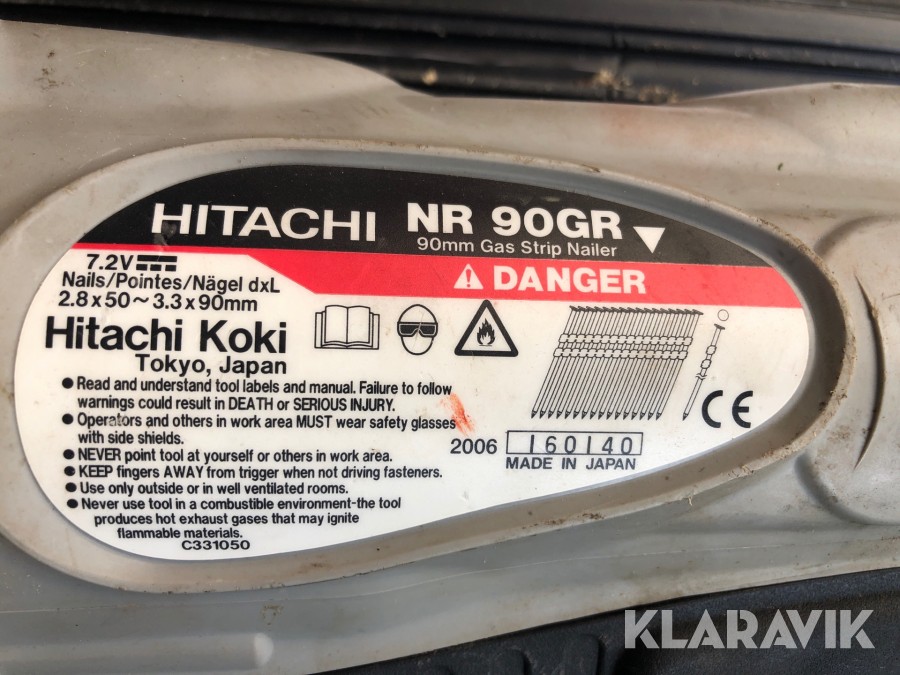 HITACHI NR 90GR
90mm Gas Strip Nailer
7.2V
DANGER
Nails/Pointes/Nägel dxL
2.8 x 50 ~ 3.3 x 90mm
Hitachi Koki
Tokyo, Japan
● Read and understand tool labels and manual. Failure to follow
warnings could result in DEATH or SERIOUS INJURY.
● Operators and others in work area MUST wear safety glasses
with side shields.
● NEVER point tool at yourself or others in work area.
● KEEP fingers AWAY from trigger when not driving fasteners.
● Use only outside or in well ventilated rooms.
● Never use tool in a combustible environment-the tool
produces hot exhaust gases that may ignite
flammable materials.
C331050
CE
2006 160140
MADE IN JAPAN
KLARAVIK